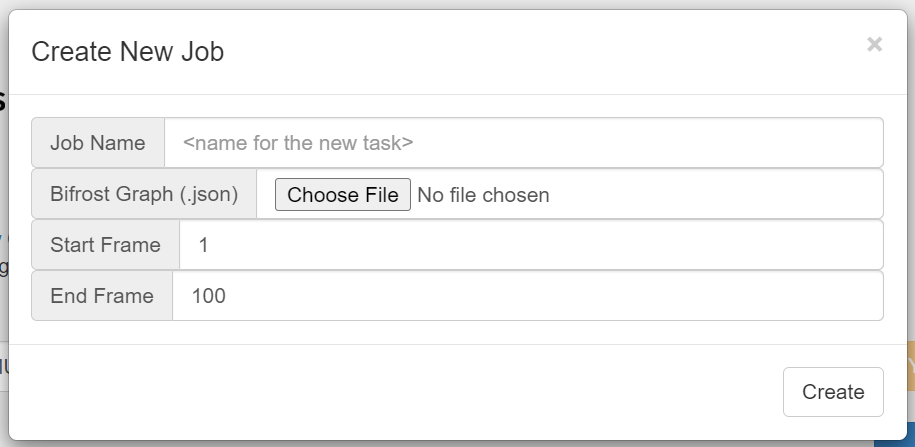 Create New Job ×
Job Name <name for the new task>
Bifrost Graph (.json) Choose File No file chosen
Start Frame 1
End Frame 100
Create